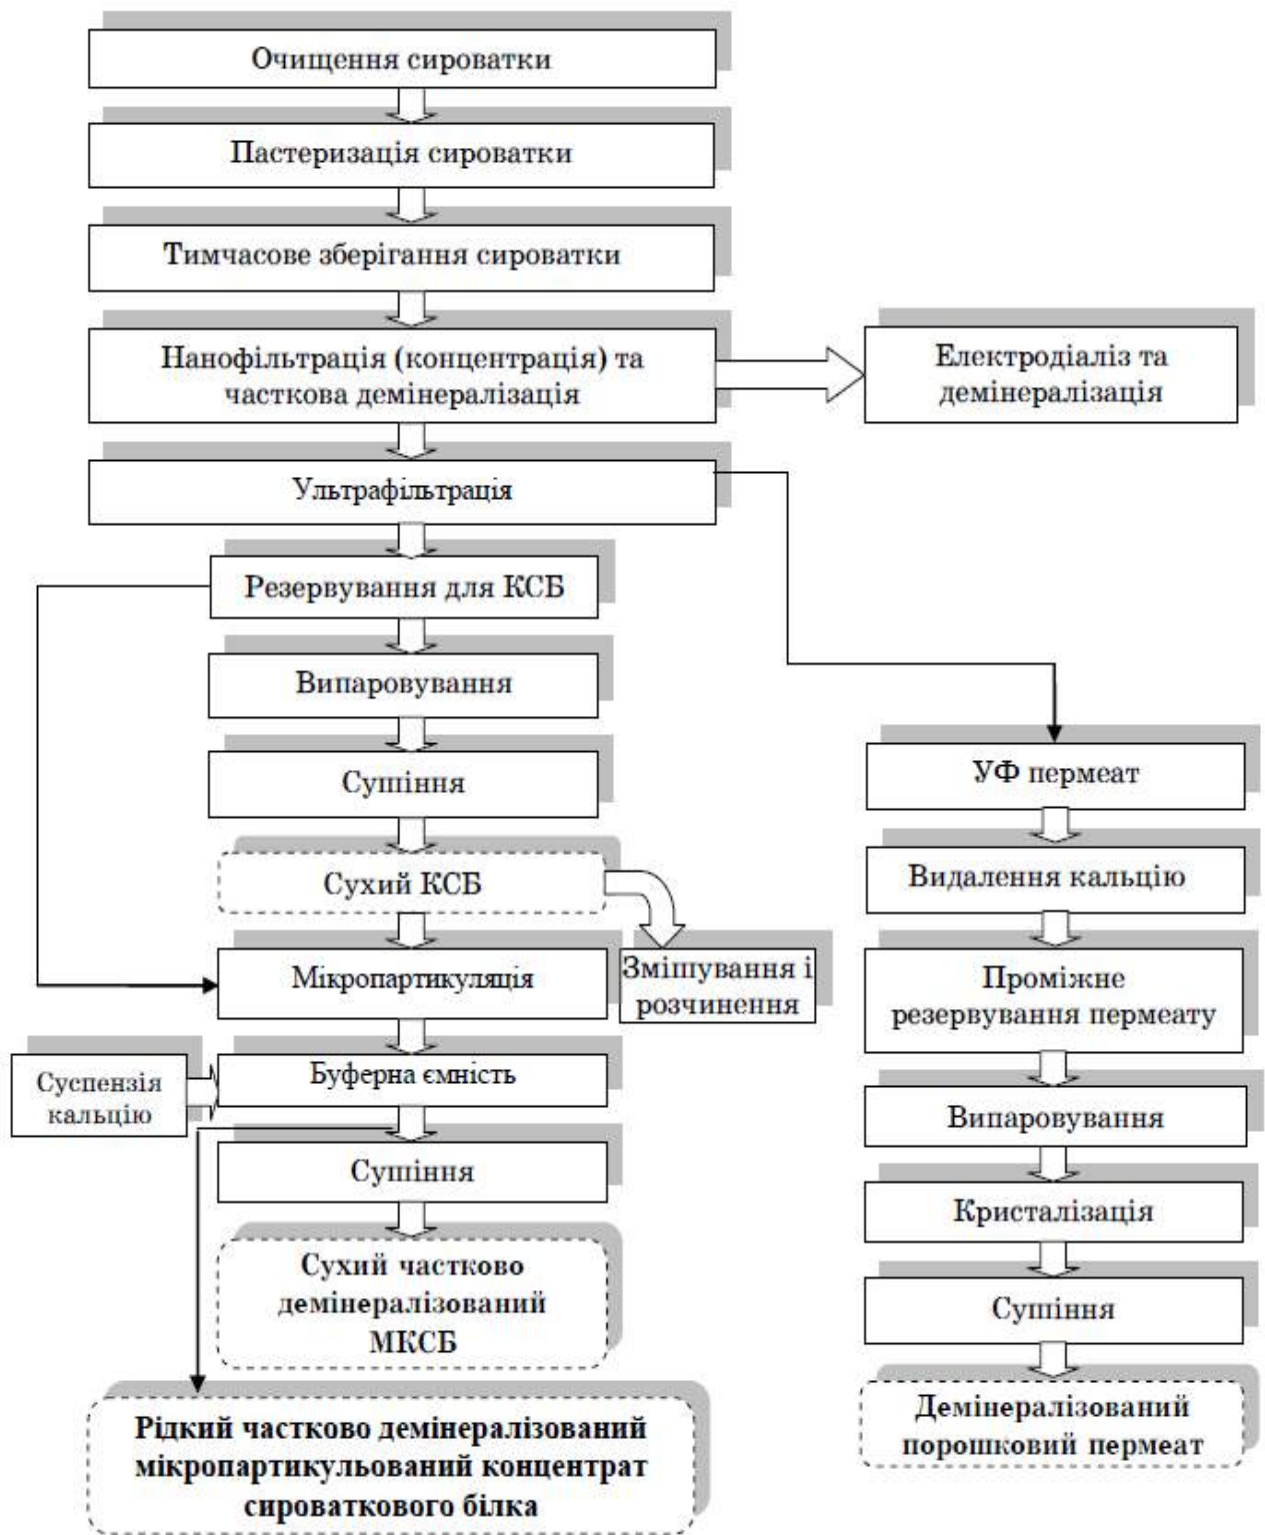 Очищення сироватки
Пастеризація сироватки
Тимчасове зберігання сироватки
Нанофільтрація (концентрація) та
часткова демінералізація
Електродіаліз та
демінералізація
Ультрафільтрація
Резервування для КСБ
Випаровування
Сушіння
Сухий КСБ
Мікропартикуляція
Змішування і
розчинення
Суспензія
кальцію
Буферна ємність
Сушіння
Сухий частково
демінералізований
МКСБ
Рідкий частково демінералізований
мікропартикульований концентрат
сироваткового білка
УФ пермеат
Видалення кальцію
Проміжне
резервування пермеату
Випаровування
Кристалізація
Сушіння
Демінералізований
порошковий пермеат